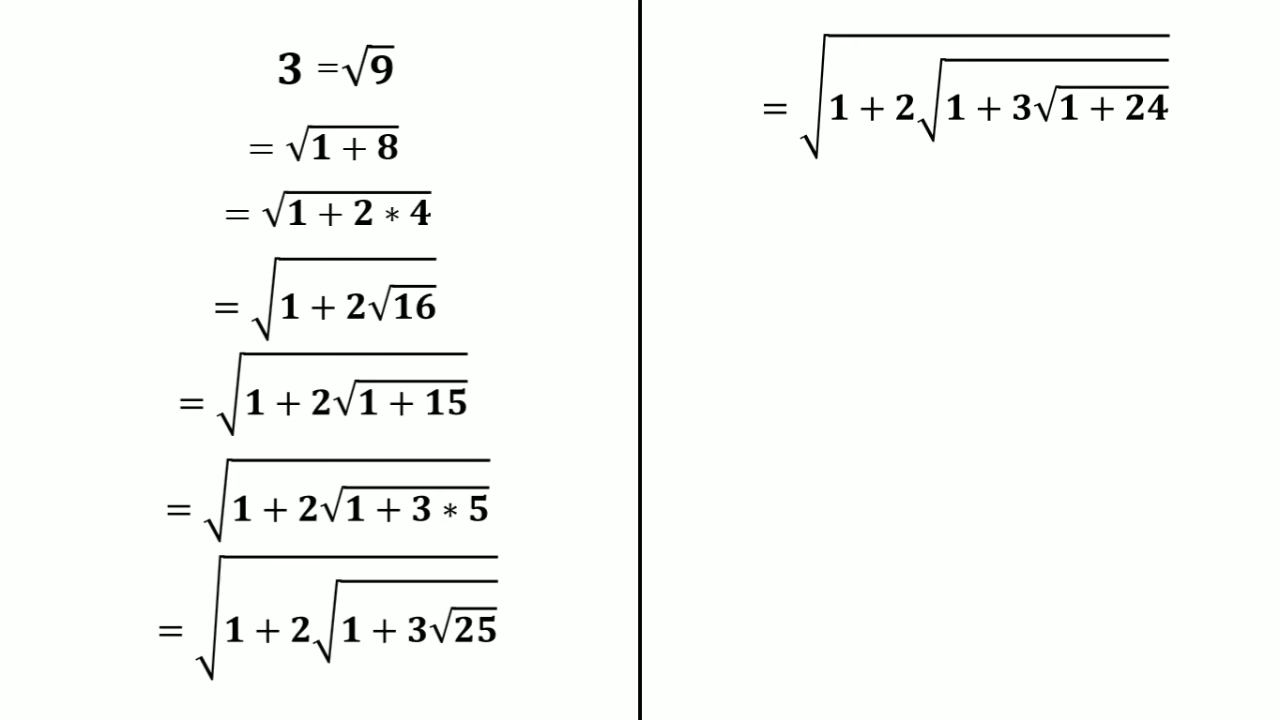 3 =√9
= √(1 + 8)
= √(1 + 2 * 4)
= √(1 + 2√16)
= √(1 + 2√(1 + 15))
= √(1 + 2√(1 + 3 * 5))
= √(1 + 2√(1 + 3√25))
= √(1 + 2√(1 + 3√(1 + 24)))